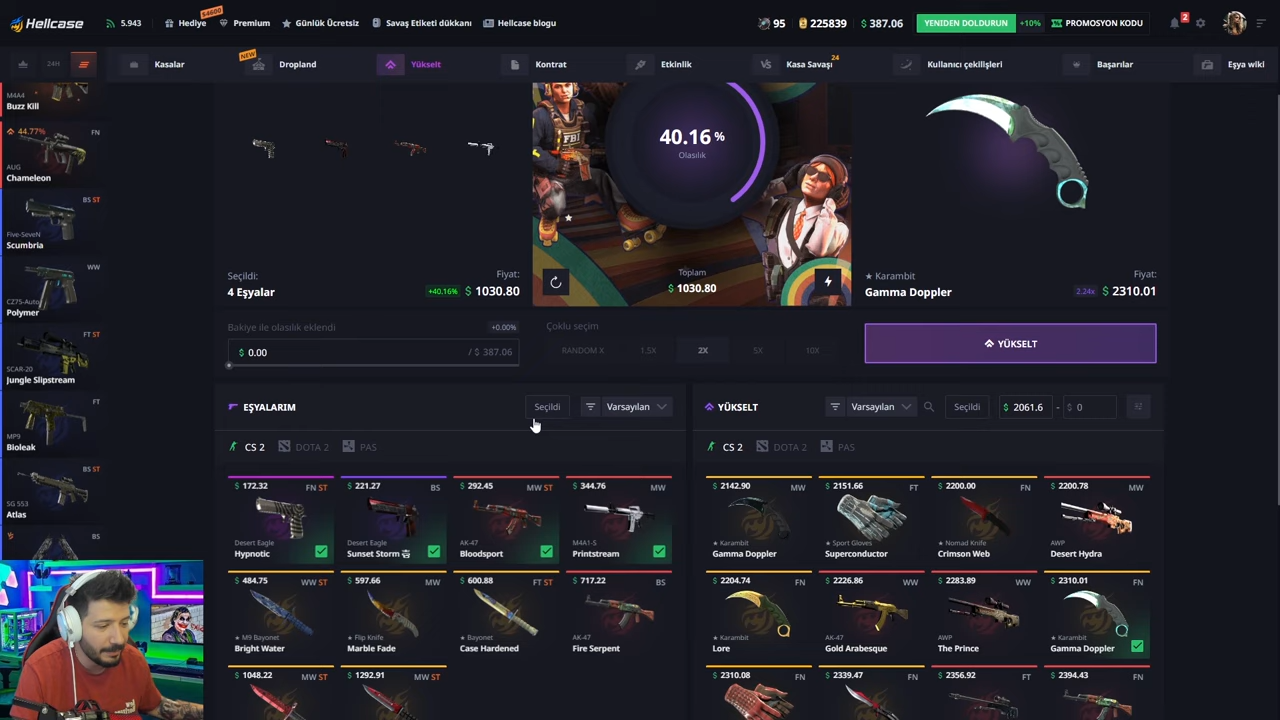 Hellcase
5.943
Hediye
$4600
Premium
Günlük Ücretsiz
Savaş Etiketi dükkanı
Hellcase blogu
95
225839
$ 387.06
YENİDEN DOLDURUN
+10%
PROMOSYON KODU
2
24H
Kasalar
NEW
Dropland
Yükselt
Kontrat
Etkinlik
VS
Kasa Savaşı
24
Kullanıcı çekilişleri
Başarılar
Eşya wiki
M4A4
Buzz Kill
44.77%
FN
AUG
Chameleon
BS ST
Five-SeveN
Scumbria
WW
CZ75-Auto
Polymer
FT ST
SCAR-20
Jungle Slipstream
FT
MP9
Bioleak
BS ST
SG 553
Atlas
BS
Seçildi:
4 Eşyalar
Fiyat:
+40.16% $ 1030.80
FBI
40.16 %
Olasılık
Toplam
$ 1030.80
★ Karambit
Gamma Doppler
Fiyat:
2.24x $ 2310.01
Bakiye ile olasılık eklendi
+0.00%
$ 0.00
/ $ 387.06
Çoklu seçim
RANDOM X
1.5X
2X
5X
10X
YÜKSELT
EŞYALARIM
Seçildi
Varsayılan
CS 2
DOTA 2
PAS
$ 172.32
FN ST
Desert Eagle
Hypnotic
$ 221.27
BS
Desert Eagle
Sunset Storm 弐
$ 292.45
MW ST
AK-47
Bloodsport
$ 344.76
MW
M4A1-S
Printstream
$ 484.75
WW ST
★ M9 Bayonet
Bright Water
$ 597.66
MW
★ Flip Knife
Marble Fade
$ 600.88
FT ST
★ Bayonet
Case Hardened
$ 717.22
BS
AK-47
Fire Serpent
$ 1048.22
MW ST
$ 1292.91
MW ST
YÜKSELT
Varsayılan
Seçildi
$ 2061.6
-
$ 0
CS 2
DOTA 2
PAS
$ 2142.90
MW
★ Karambit
Gamma Doppler
$ 2151.66
FT
★ Sport Gloves
Superconductor
$ 2200.00
FN
★ Nomad Knife
Crimson Web
$ 2200.78
MW
AWP
Desert Hydra
$ 2204.74
FN
★ Karambit
Lore
$ 2226.86
WW
AK-47
Gold Arabesque
$ 2283.89
WW
AWP
The Prince
$ 2310.01
FN
★ Karambit
Gamma Doppler
$ 2310.08
FN
$ 2339.47
FN
$ 2356.92
FT
$ 2394.43
FN